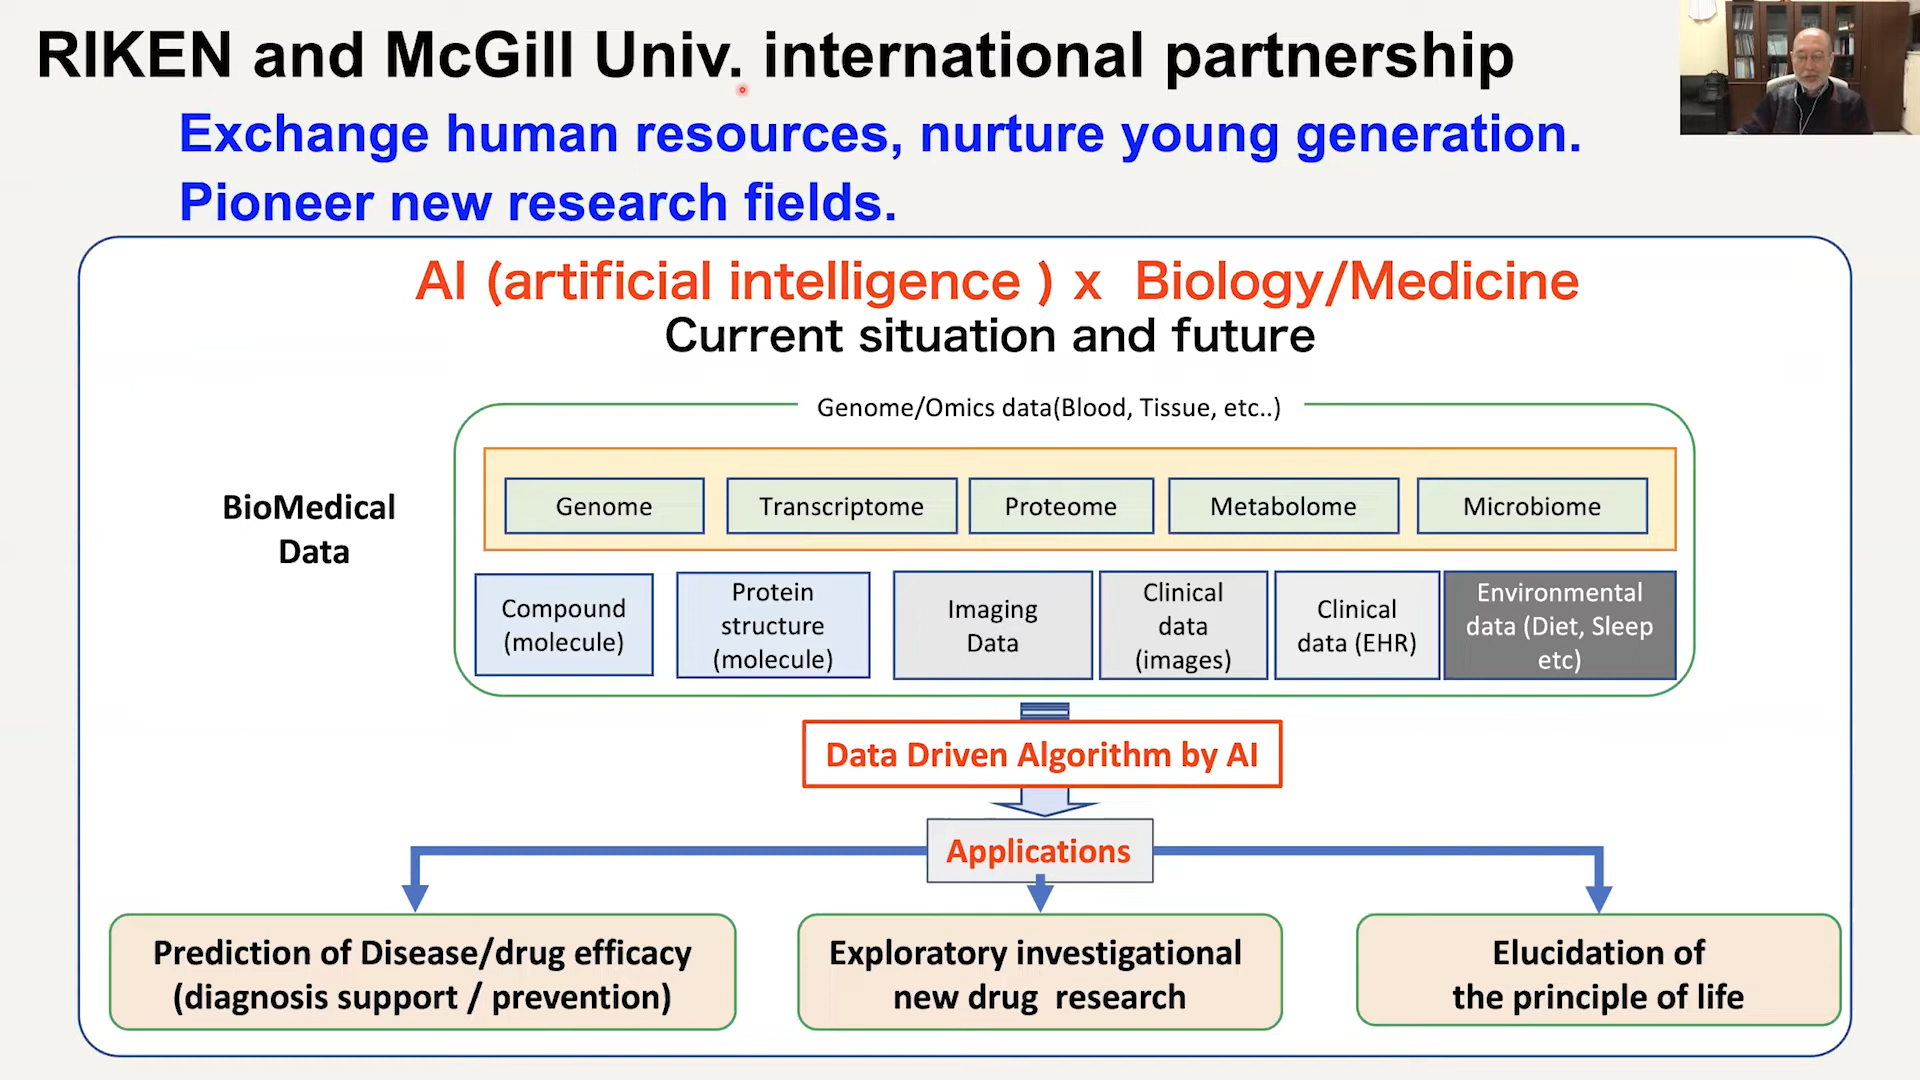 RIKEN and McGill Univ. international partnership
Exchange human resources, nurture young generation.
Pioneer new research fields.
AI (artificial intelligence ) x Biology/Medicine
Current situation and future
Genome/Omics data(Blood, Tissue, etc..)
BioMedical
Data
Genome
Transcriptome
Proteome
Metabolome
Microbiome
Compound
(molecule)
Protein
structure
(molecule)
Imaging
Data
Clinical
data
(images)
Clinical
data (EHR)
Environmental
data (Diet, Sleep
etc)
Data Driven Algorithm by AI
Applications
Prediction of Disease/drug efficacy
(diagnosis support / prevention)
Exploratory investigational
new drug research
Elucidation of
the principle of life